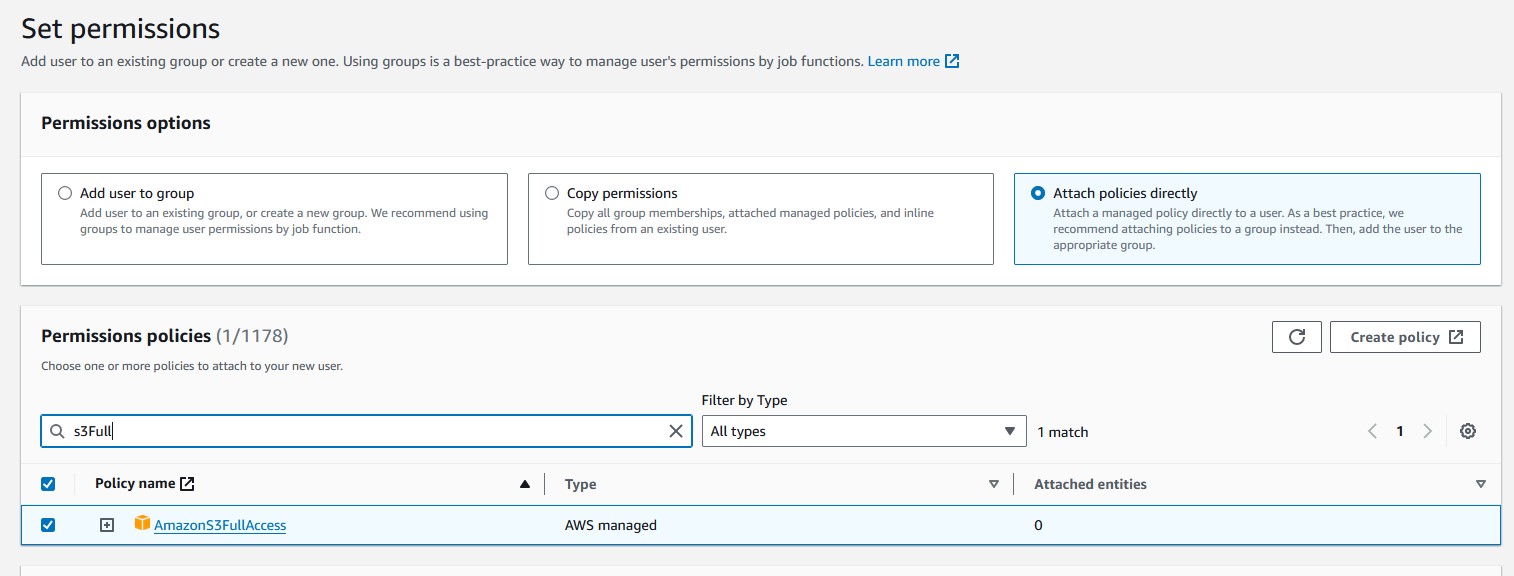 Set permissions
Add user to an existing group or create a new one. Using groups is a best-practice way to manage user's permissions by job functions. Learn more
Permissions options
Add user to group
Add user to an existing group, or create a new group. We recommend using
groups to manage user permissions by job function.
Copy permissions
Copy all group memberships, attached managed policies, and inline
policies from an existing user.
Attach policies directly
Attach a managed policy directly to a user. As a best practice, we
recommend attaching policies to a group instead. Then, add the user to the
appropriate group.
Permissions policies (1/1178)
Create policy
Choose one or more policies to attach to your new user.
Filter by Type
s3Full
All types
1 match
1
Policy name
Type
Attached entities
AmazonS3FullAccess
AWS managed
0